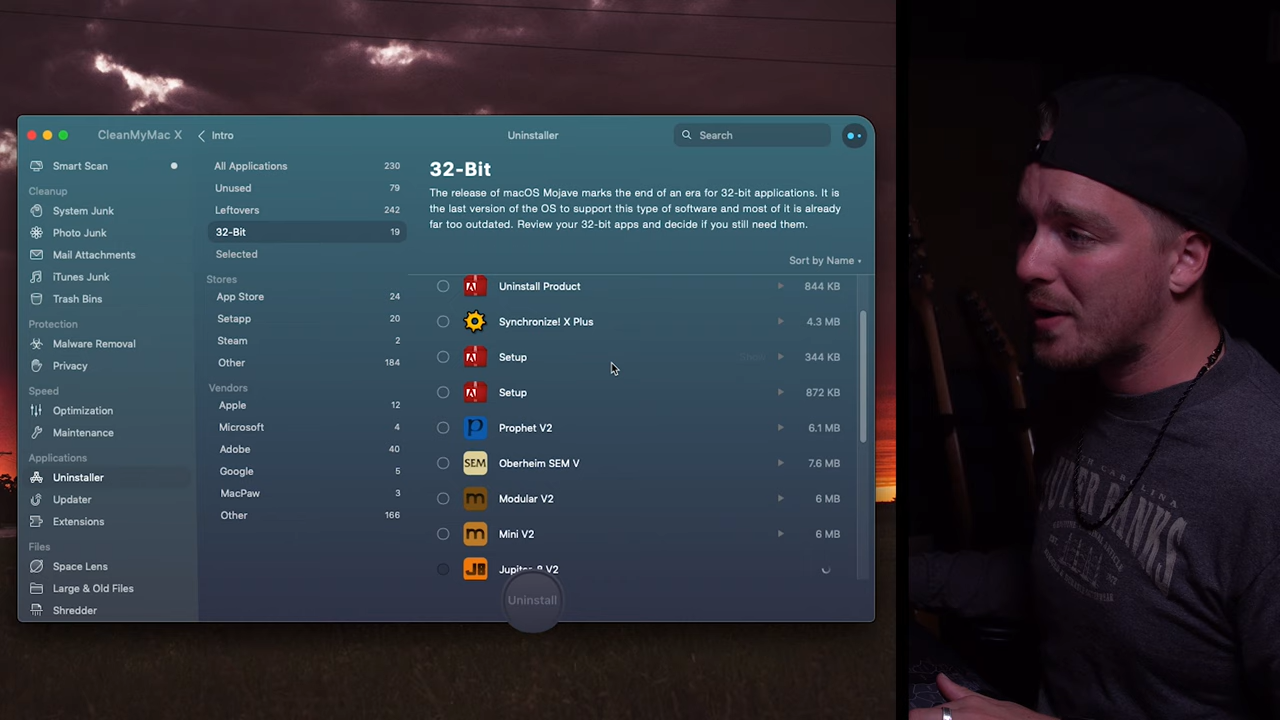 CleanMyMac X
Intro
Uninstaller
Search
Smart Scan
Cleanup
System Junk
Photo Junk
Mail Attachments
iTunes Junk
Trash Bins
Protection
Malware Removal
Privacy
Speed
Optimization
Maintenance
Applications
Uninstaller
Updater
Extensions
Files
Space Lens
Large & Old Files
Shredder
All Applications 230
Unused 79
Leftovers 242
32-Bit 19
Selected
Stores
App Store 24
Setapp 20
Steam 2
Other 184
Vendors
Apple 12
Microsoft 4
Adobe 40
Google 5
MacPaw 3
Other 166
32-Bit
The release of macOS Mojave marks the end of an era for 32-bit applications. It is
the last version of the OS to support this type of software and most of it is already
far too outdated. Review your 32-bit apps and decide if you still need them.
Sort by Name
Uninstall Product 844 KB
Synchronize! X Plus 4.3 MB
Setup Show 344 KB
Setup 872 KB
Prophet V2 6.1 MB
SEM Oberheim SEM V 7.6 MB
m Modular V2 6 MB
m Mini V2 6 MB
J8 Jupiter-8 V2
Uninstall
CAROLINA
OUTER BANKS